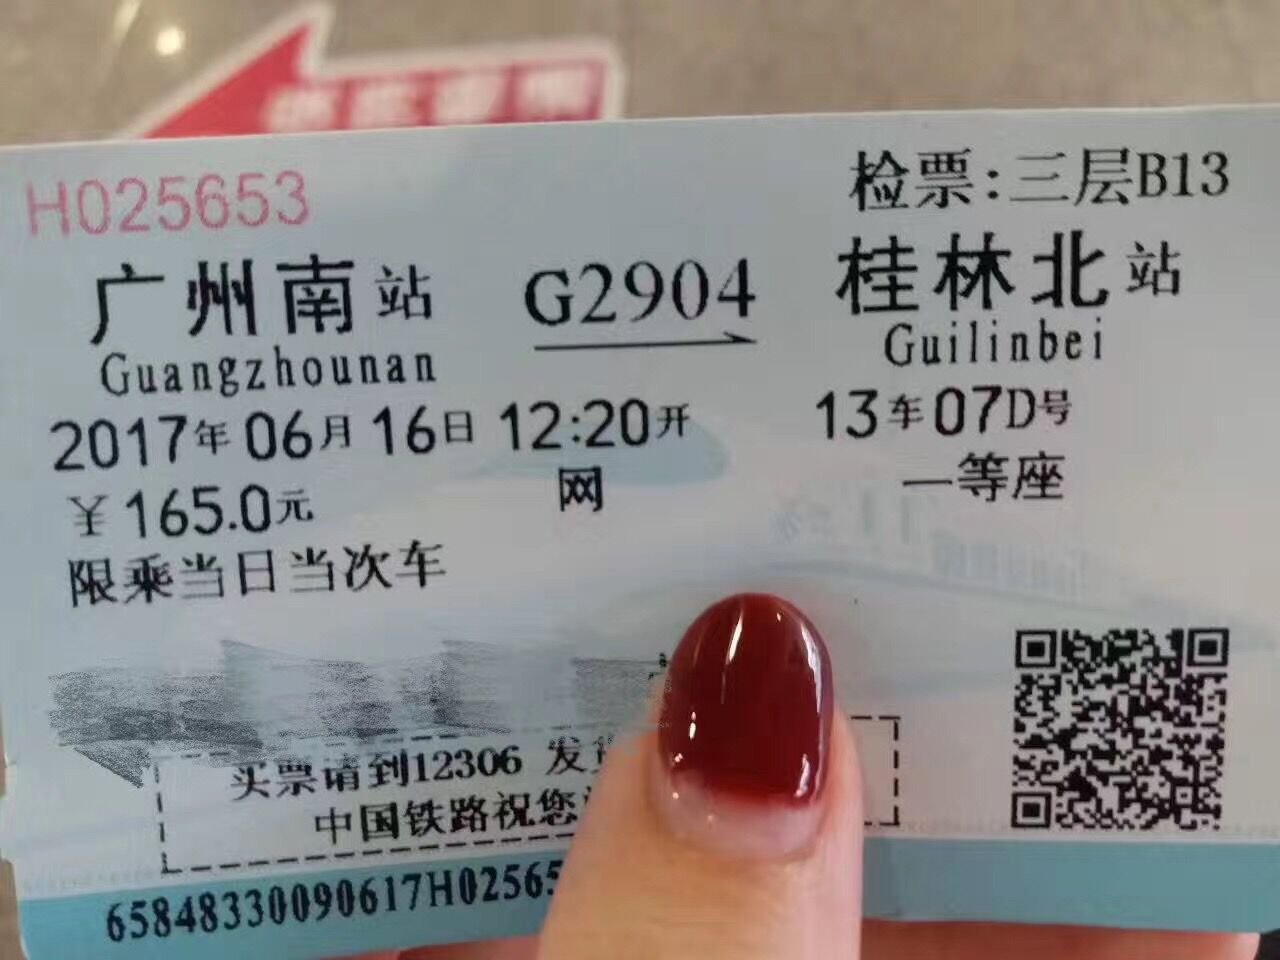 H025653
检票:三层B13
广州南站 G2904 桂林北站
Guangzhounan Guilinbei
2017年06月16日 12:20开 13车07D号
¥165.0元 网 一等座
限乘当日当次车
买票请到12306 发
中国铁路祝您
65848330090617H02565